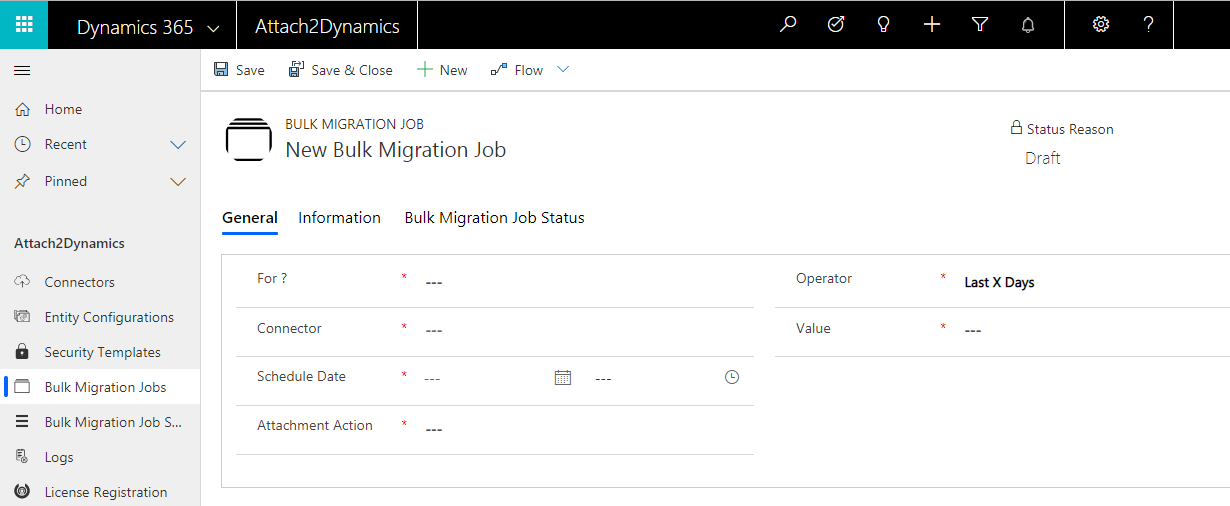 Dynamics 365 Attach2Dynamics ?
Save Save & Close New Flow
Home
Recent
Pinned
Attach2Dynamics
Connectors
Entity Configurations
Security Templates
Bulk Migration Jobs
Bulk Migration Job S...
Logs
License Registration
BULK MIGRATION JOB
New Bulk Migration Job
Status Reason
Draft
General Information Bulk Migration Job Status
For ? * ---
Connector * ---
Schedule Date * --- ---
Attachment Action * ---
Operator * Last X Days
Value * ---